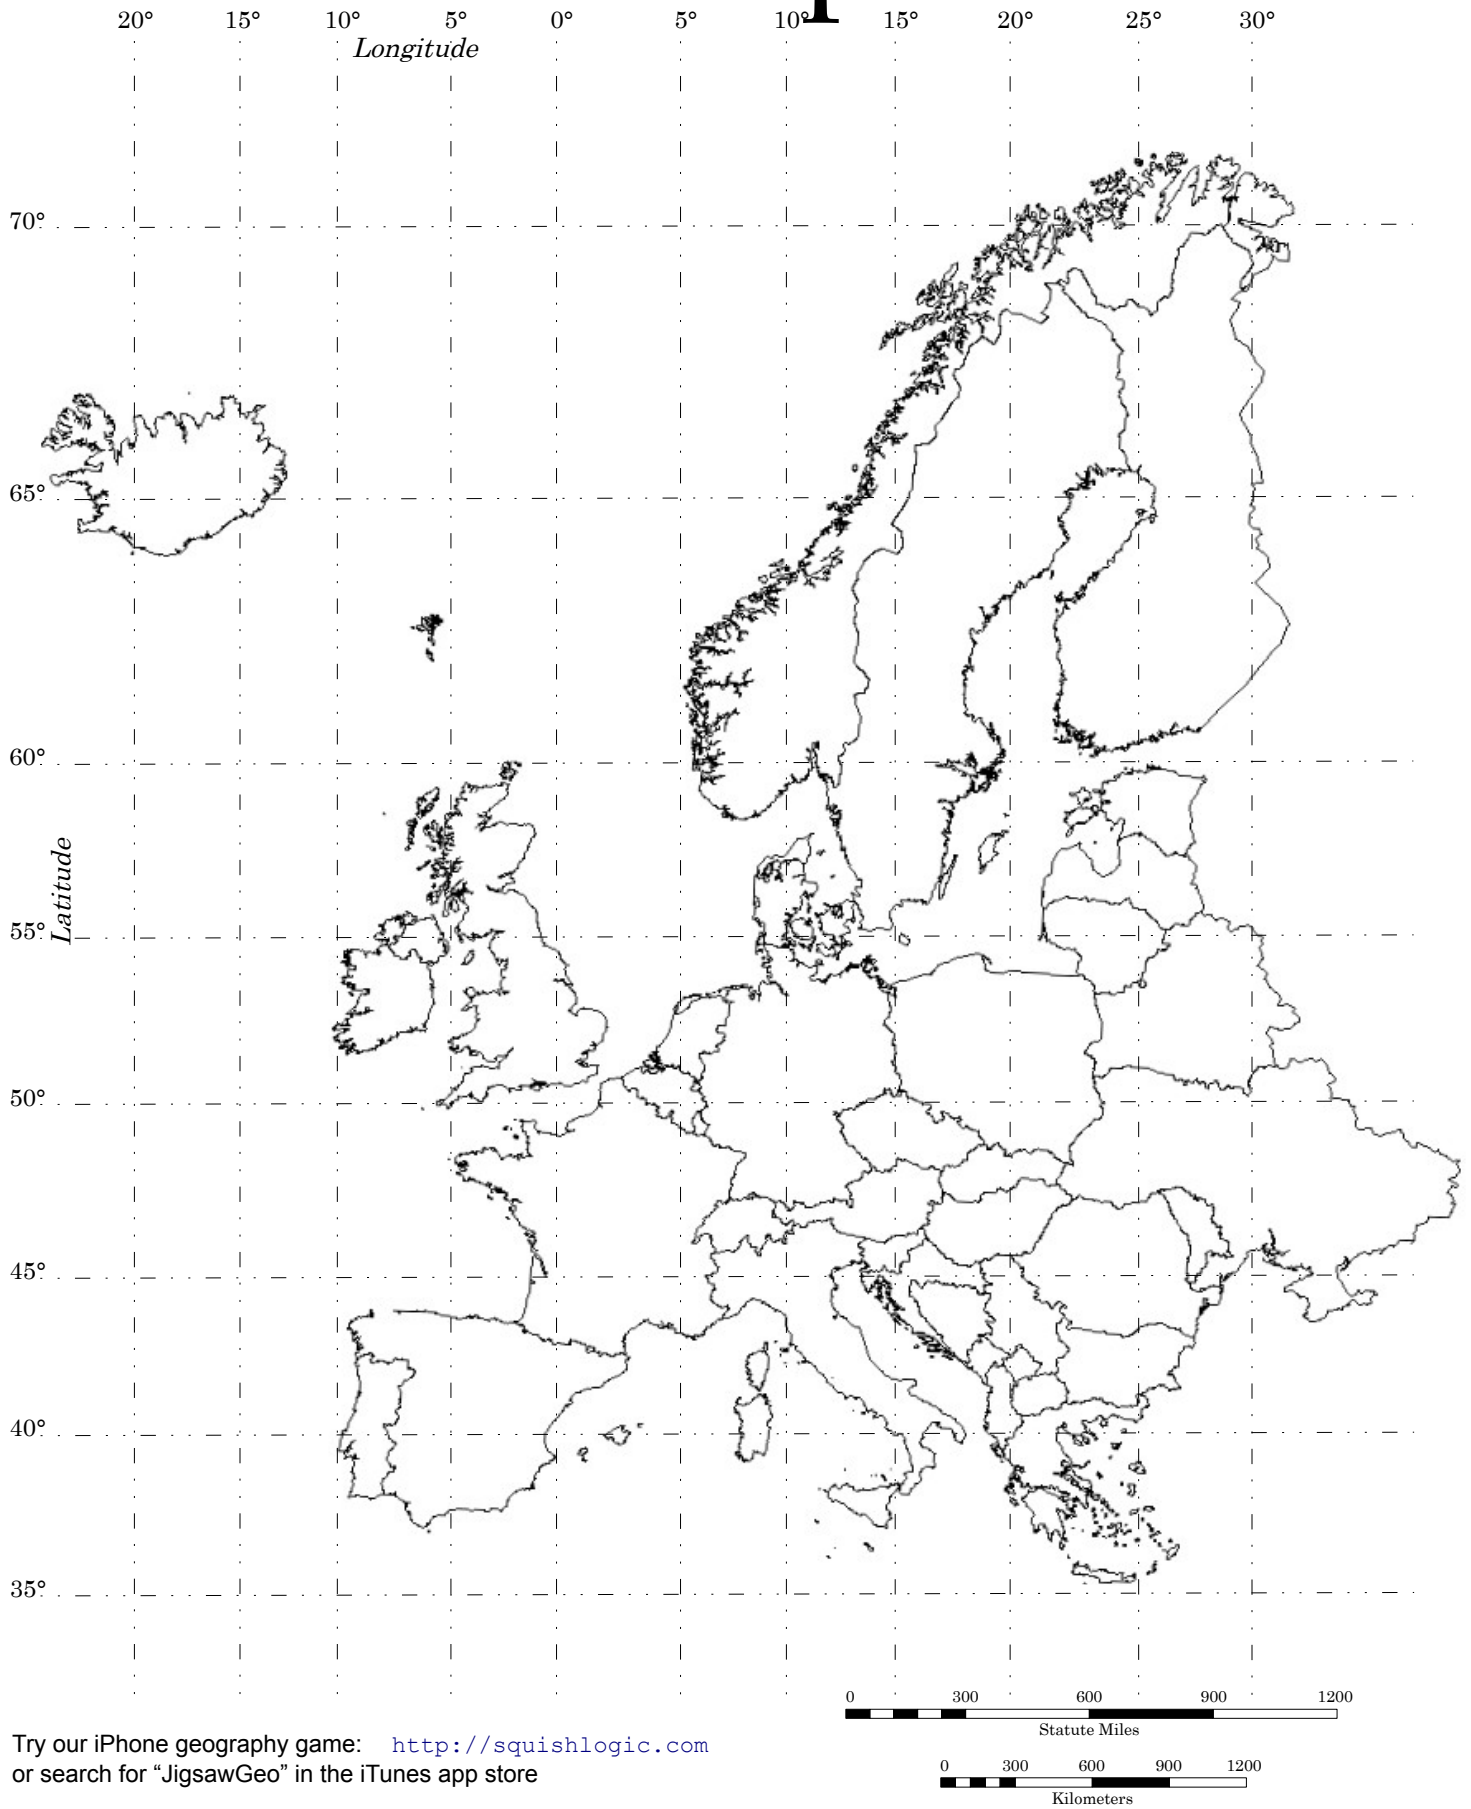 20° 15° 10° 5° 0° 5° 10° 15° 20° 25° 30°
Longitude
70°
65°
60°
Latitude
55°
50°
45°
40°
35°
0 300 600 900 1200
Statute Miles
Try our iPhone geography game: http://squishlogic.com
or search for “JigsawGeo” in the iTunes app store
0 300 600 900 1200
Kilometers